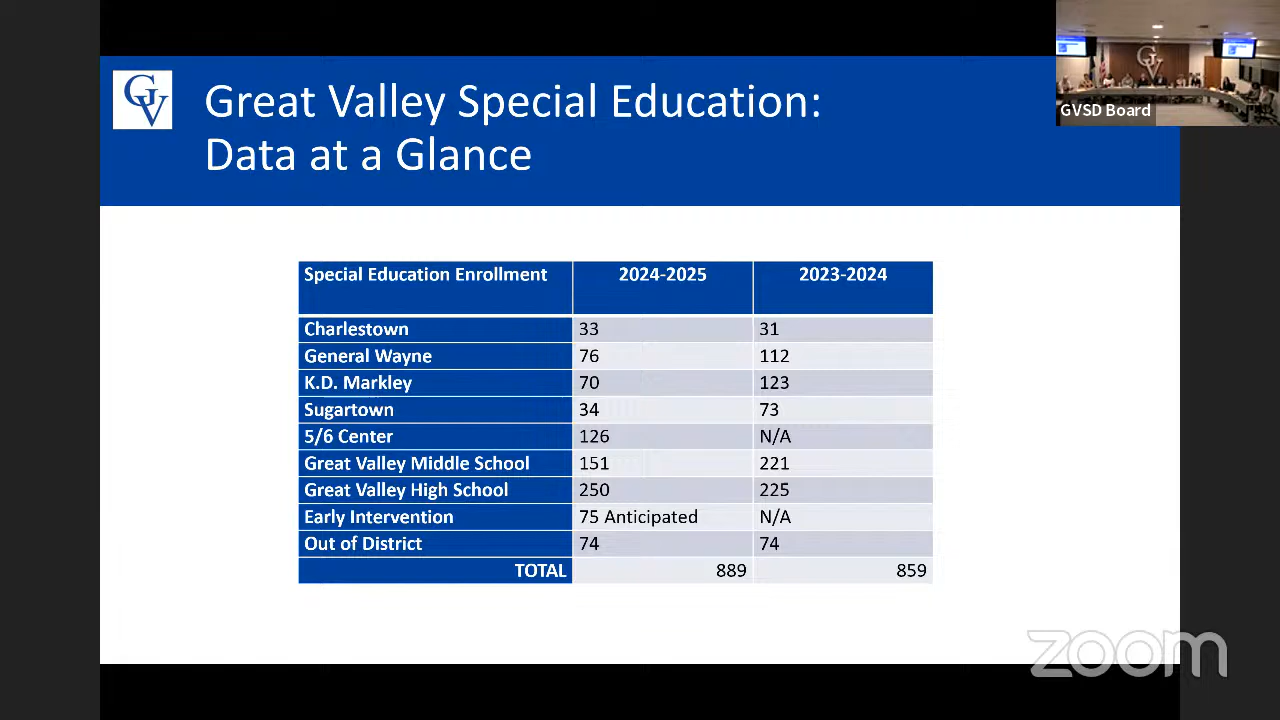 GV
Great Valley Special Education:
Data at a Glance
GV
GVSD Board
Special Education Enrollment 2024-2025 2023-2024
Charlestown 33 31
General Wayne 76 112
K.D. Markley 70 123
Sugartown 34 73
5/6 Center 126 N/A
Great Valley Middle School 151 221
Great Valley High School 250 225
Early Intervention 75 Anticipated N/A
Out of District 74 74
TOTAL 889 859
zoom